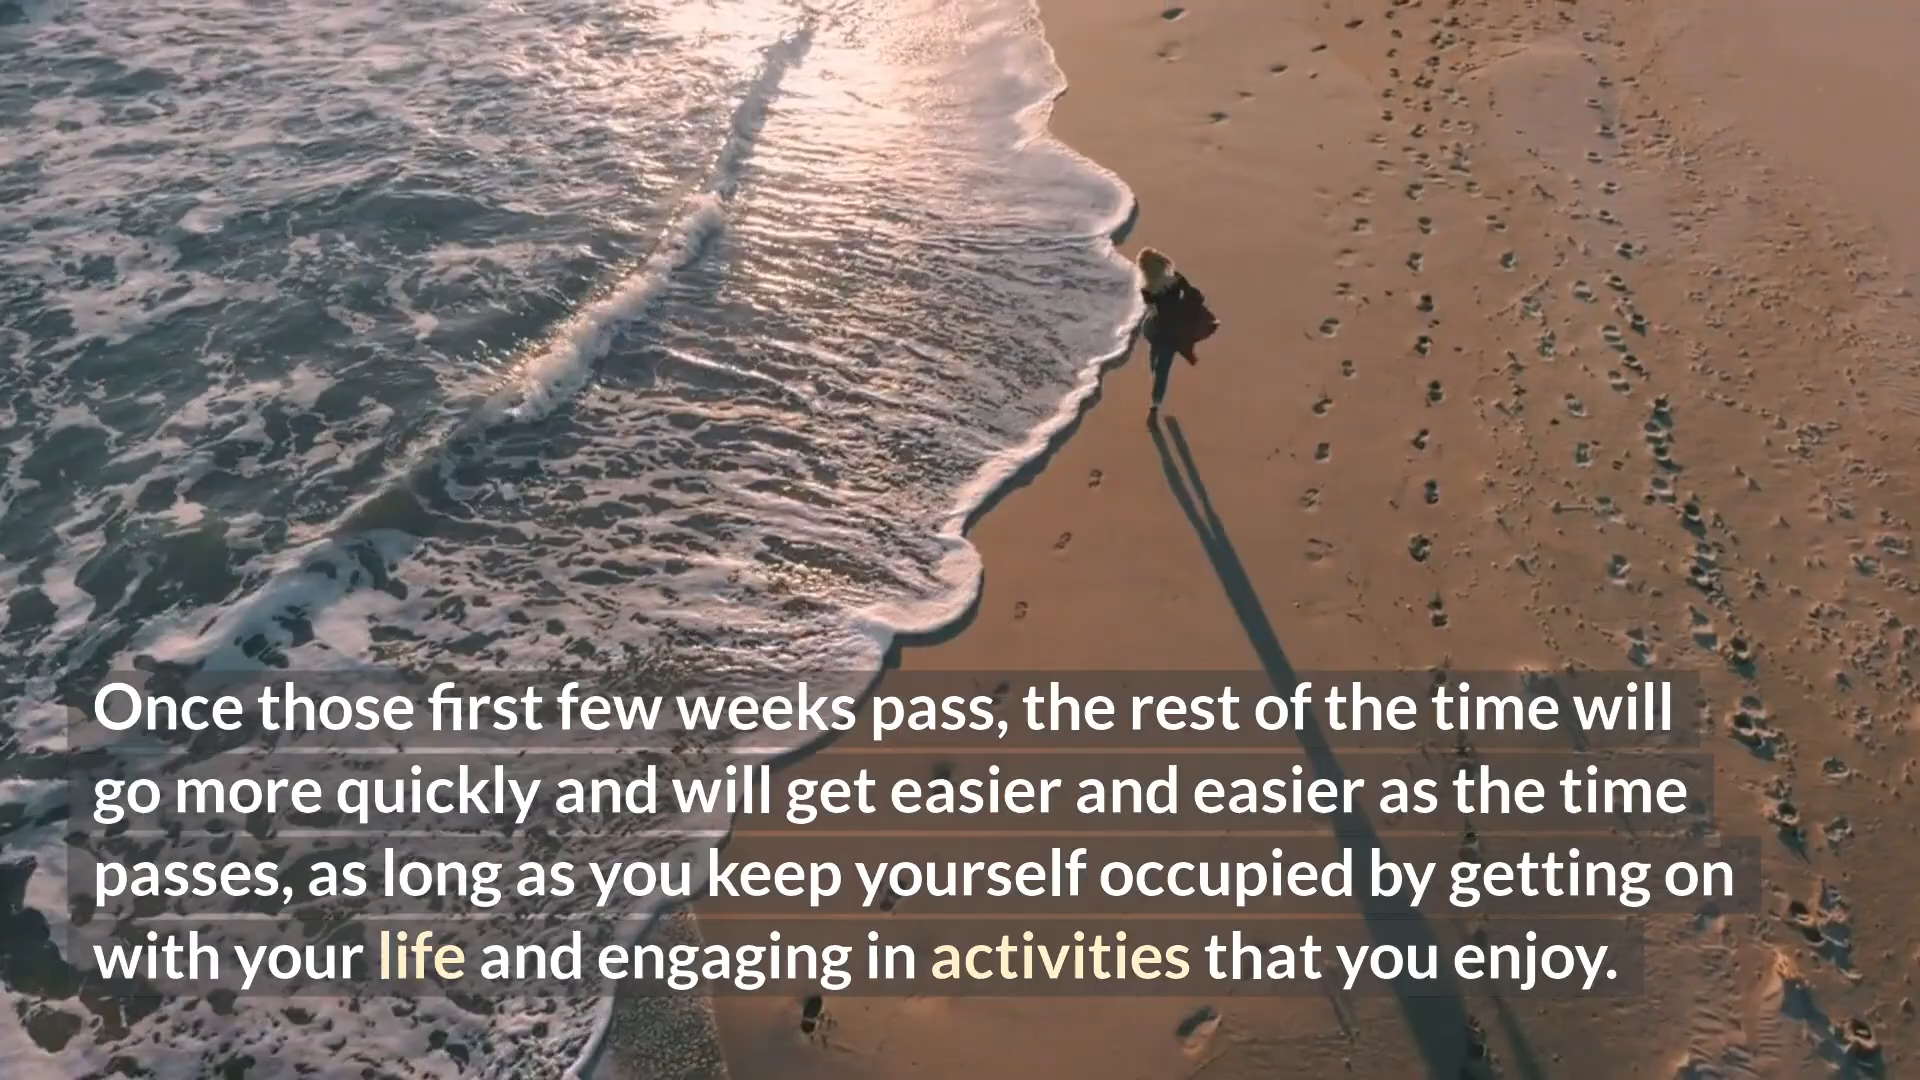 Once those first few weeks pass, the rest of the time will
go more quickly and will get easier and easier as the time
passes, as long as you keep yourself occupied by getting on
with your life and engaging in activities that you enjoy.